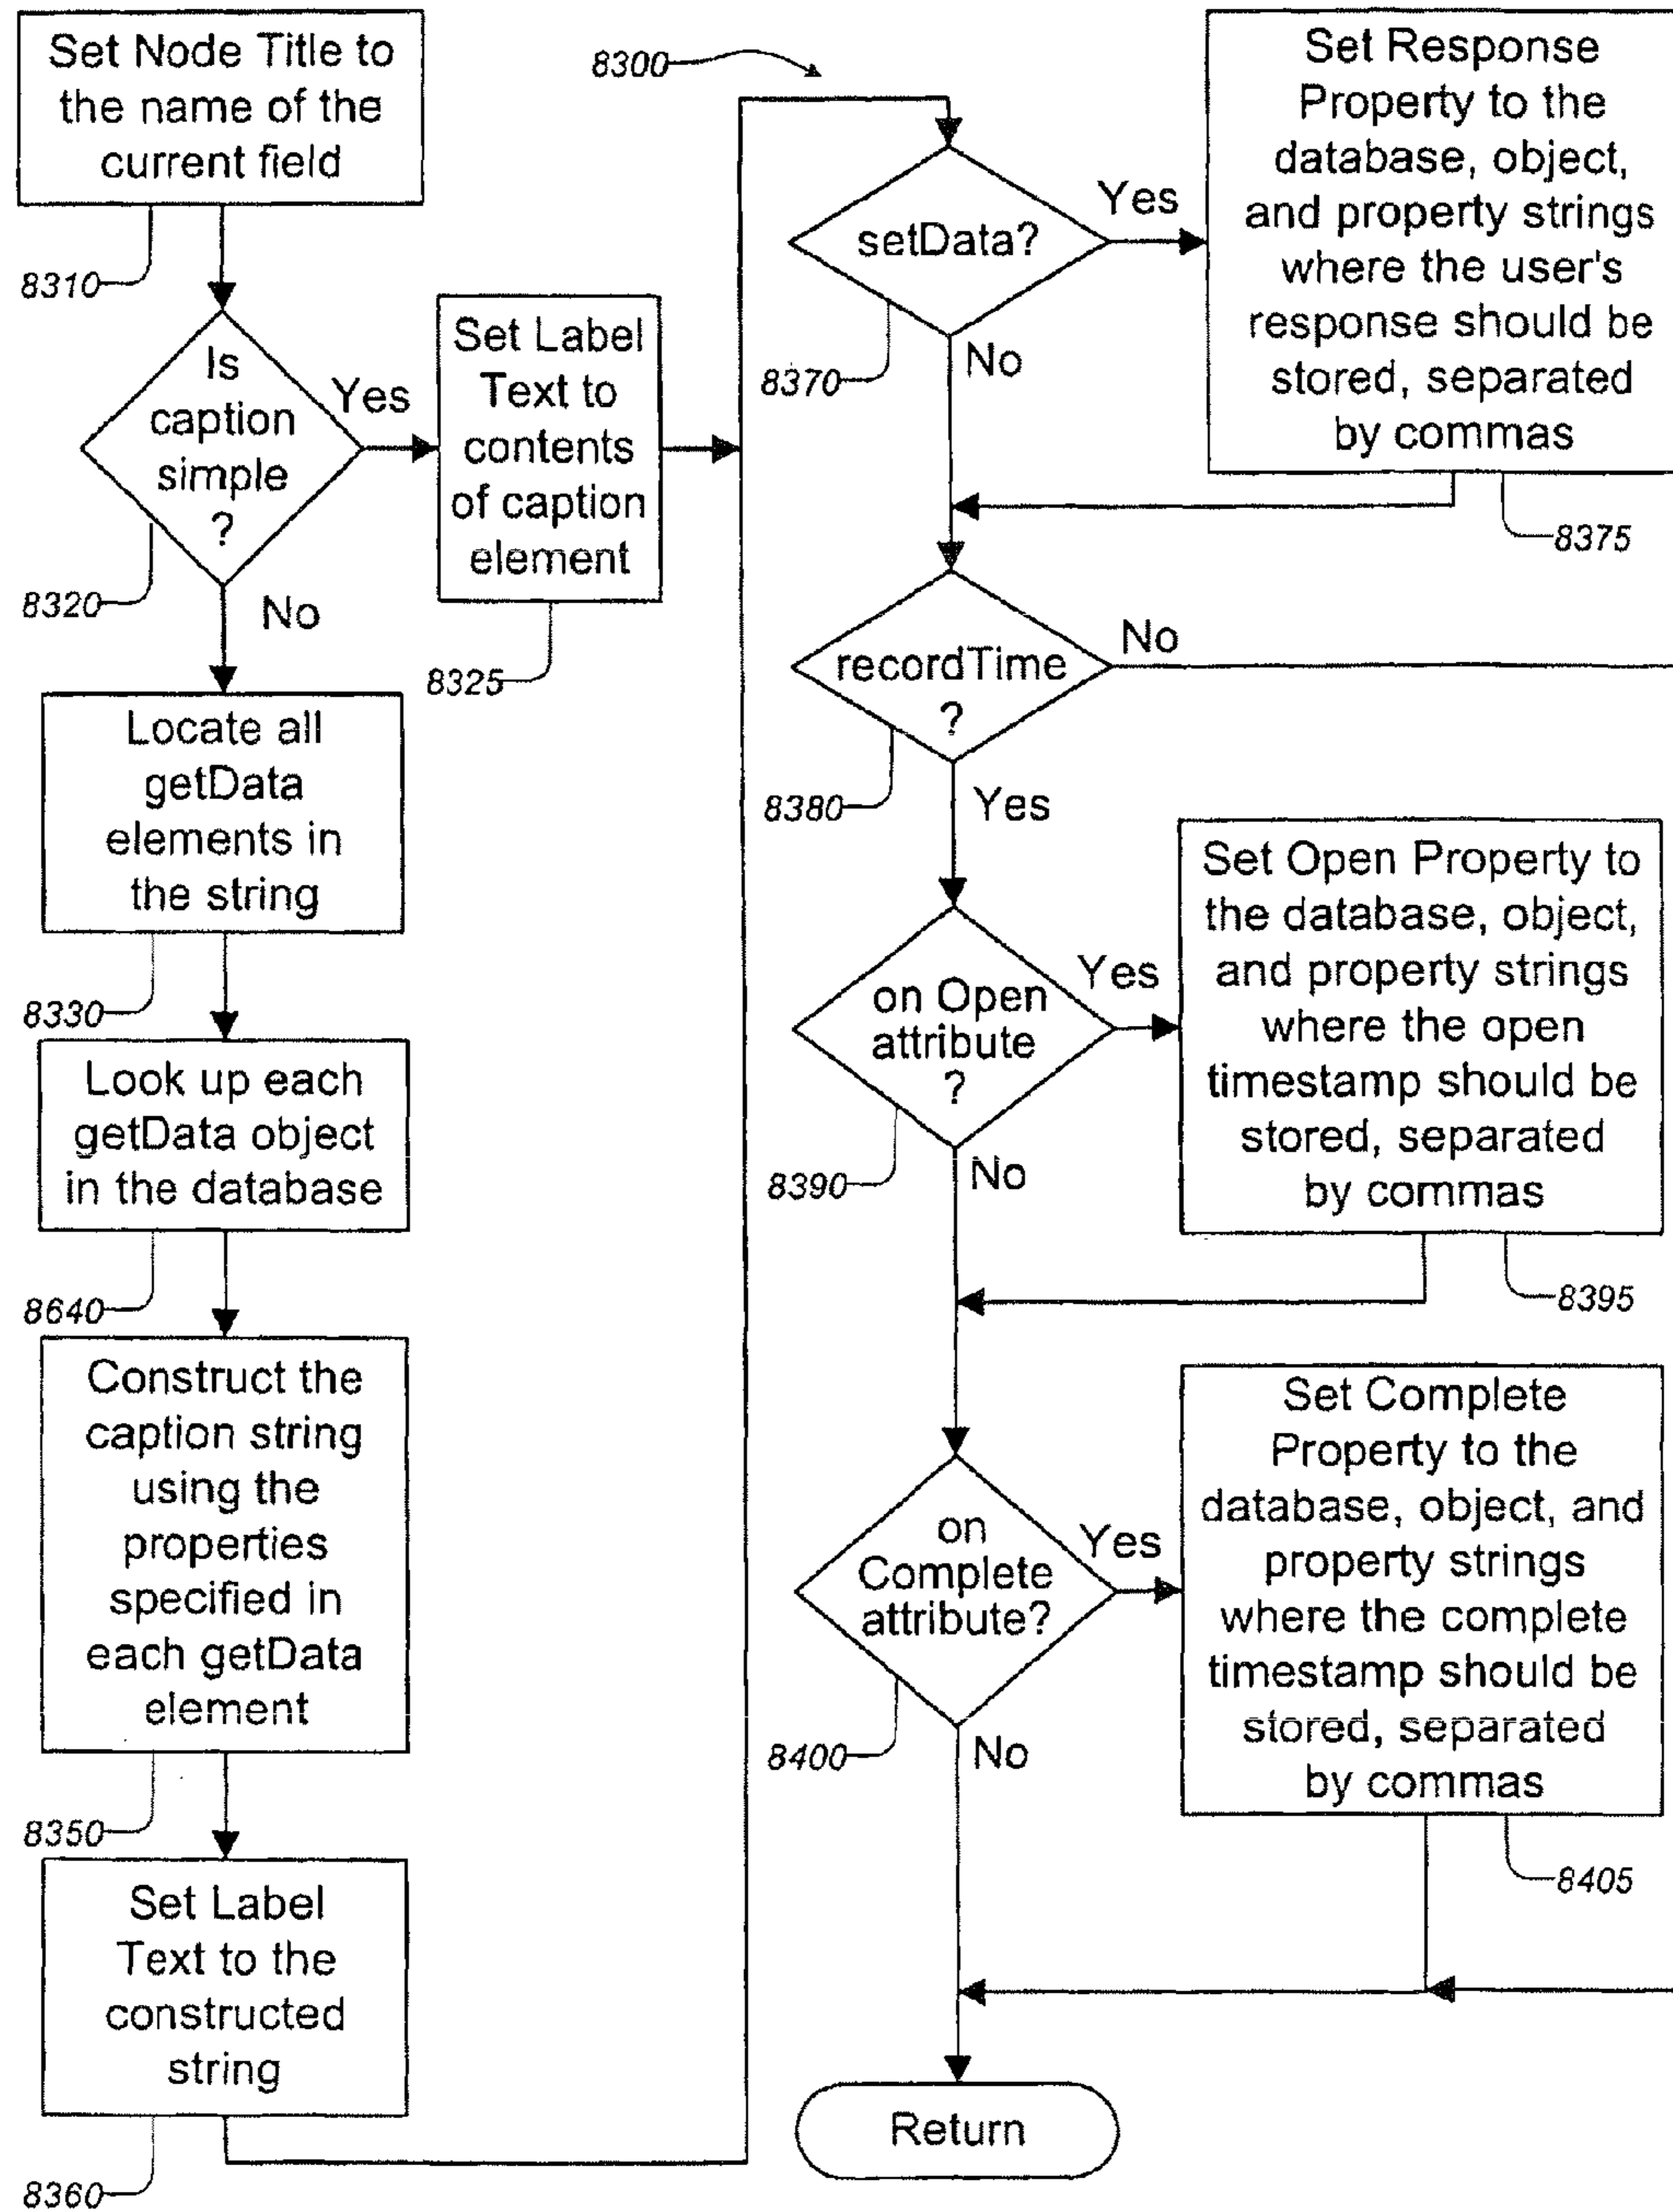 Set Node Title to
the name of the
current field
8310
Is
caption
simple
?
Yes
No
8320
Set Label
Text to
contents
of caption
element
8325
Locate all
getData
elements in
the string
8330
Look up each
getData object
in the database
8640
Construct the
caption string
using the
properties
specified in
each getData
element
8350
Set Label
Text to the
constructed
string
8360
8300
setData?
Yes
No
8370
Set Response
Property to the
database, object,
and property strings
where the user's
response should be
stored, separated
by commas
8375
recordTime
?
No
Yes
8380
on Open
attribute
?
Yes
No
8390
Set Open Property to
the database, object,
and property strings
where the open
timestamp should be
stored, separated
by commas
8395
on
Complete
attribute?
Yes
No
8400
Set Complete
Property to the
database, object, and
property strings
where the complete
timestamp should be
stored, separated
by commas
8405
Return